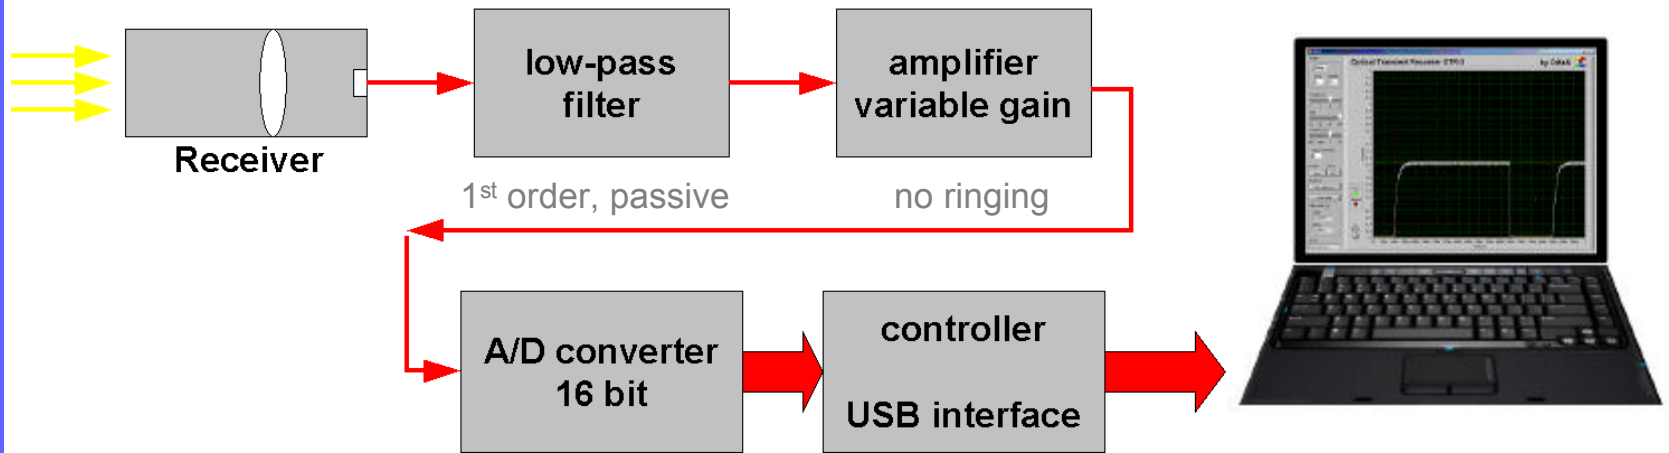 low-pass
filter
amplifier
variable gain
Receiver
1st order, passive
no ringing
A/D converter
16 bit
controller
USB interface